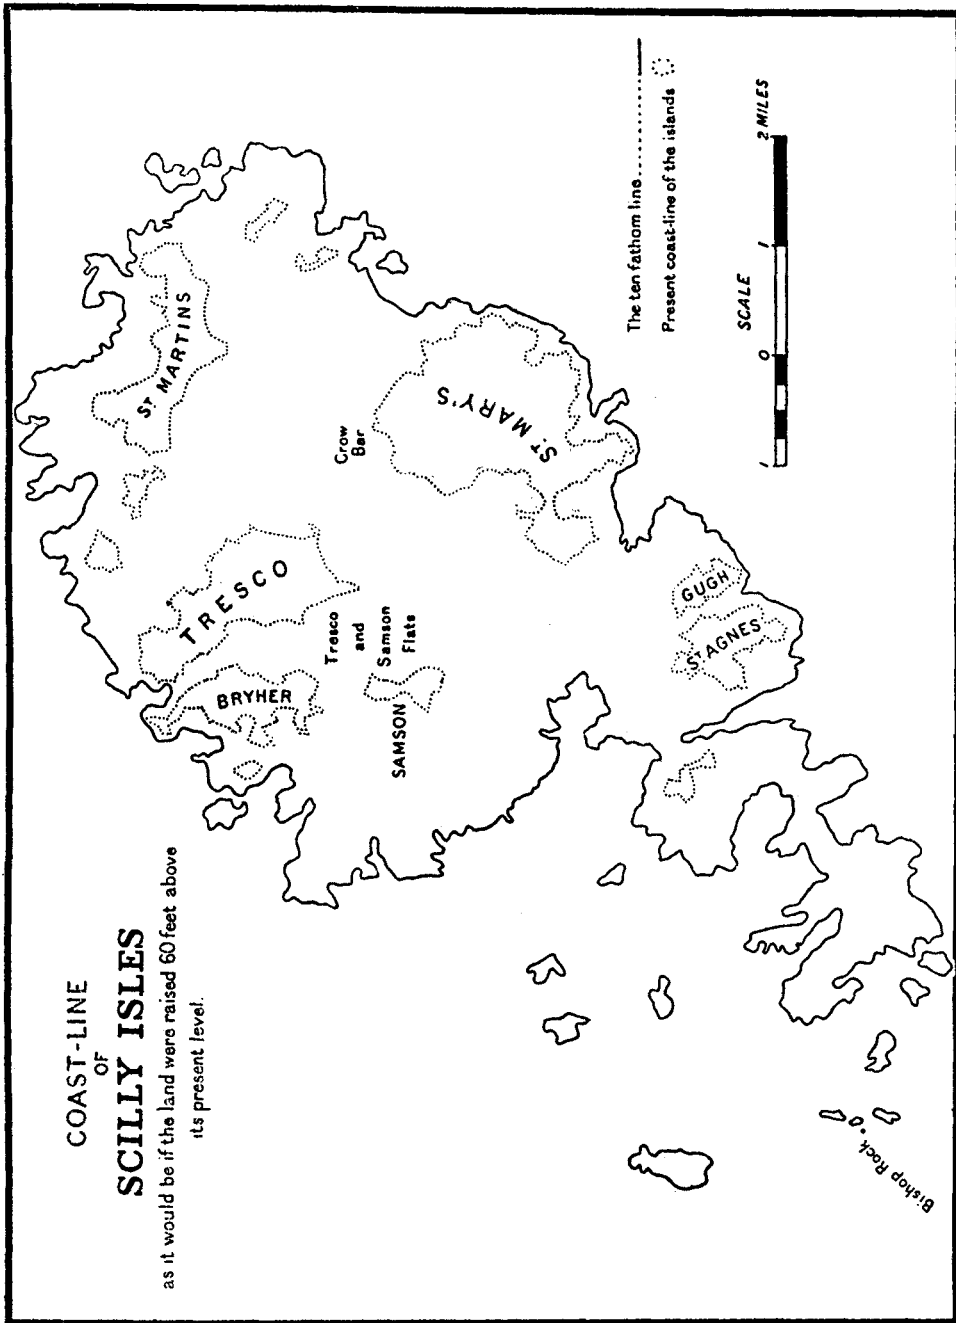 COAST-LINE
OF
SCILLY ISLES
as it would be if the land were raised 60 feet above
its present level.
ST MARTINS
TRESCO
BRYHER
Tresco
and
Samson
Flats
SAMSON
Crow
Bar
ST MARY'S
GUGH
ST AGNES
Bishop Rock
The ten fathom line
Present coast-line of the islands
SCALE
1 0 1 2 MILES